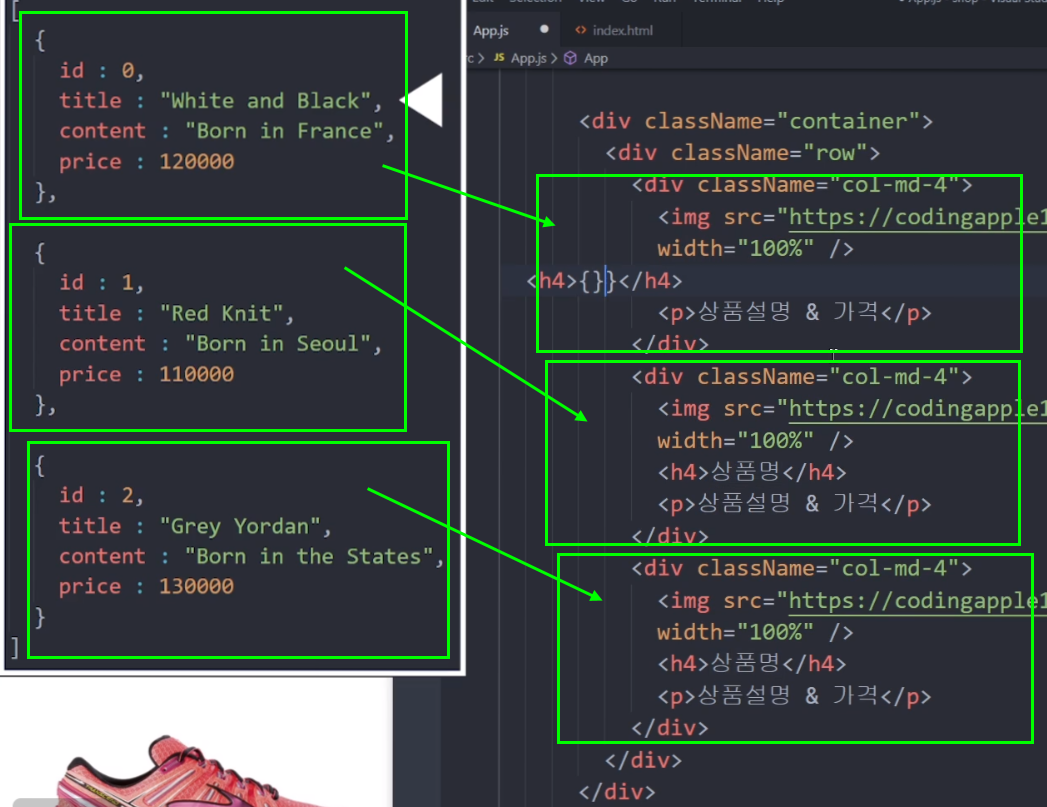 [
{
id : 0,
title : "White and Black",
content : "Born in France",
price : 120000
},
{
id : 1,
title : "Red Knit",
content : "Born in Seoul",
price : 110000
},
{
id : 2,
title : "Grey Yordan",
content : "Born in the States",
price : 130000
}
]
App.js ● <> index.html
JS App.js > App
<div className="container">
<div className="row">
<div className="col-md-4">
<img src="https://codingapple1
width="100%" />
<h4>{}}</h4>
<p>상품설명 & 가격</p>
</div>
<div className="col-md-4">
<img src="https://codingapple1
width="100%" />
<h4>상품명</h4>
<p>상품설명 & 가격</p>
</div>
<div className="col-md-4">
<img src="https://codingapple1
width="100%" />
<h4>상품명</h4>
<p>상품설명 & 가격</p>
</div>
</div>
</div>